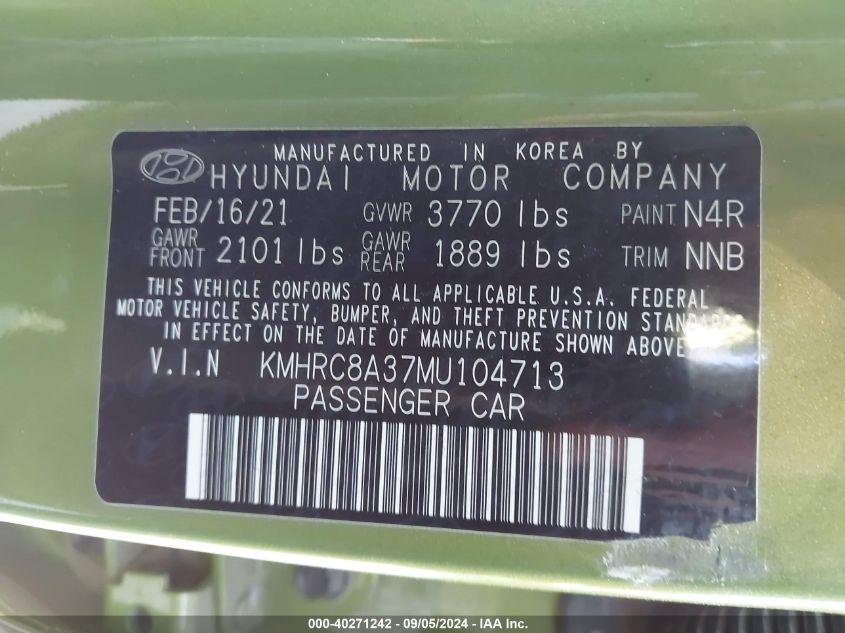 MANUFACTURED IN KOREA BY
HYUNDAI MOTOR COMPANY
FEB/16/21 GVWR 3770 lbs PAINT N4R
GAWR FRONT 2101 lbs GAWR REAR 1889 lbs TRIM NNB
THIS VEHICLE CONFORMS TO ALL APPLICABLE U.S.A. FEDERAL
MOTOR VEHICLE SAFETY, BUMPER, AND THEFT PREVENTION
IN EFFECT ON THE DATE OF MANUFACTURE SHOWN ABOVE.
V.I.N KMHRC8A37MU104713
PASSENGER CAR
000-40271242 - 09/05/2024 - IAA Inc.